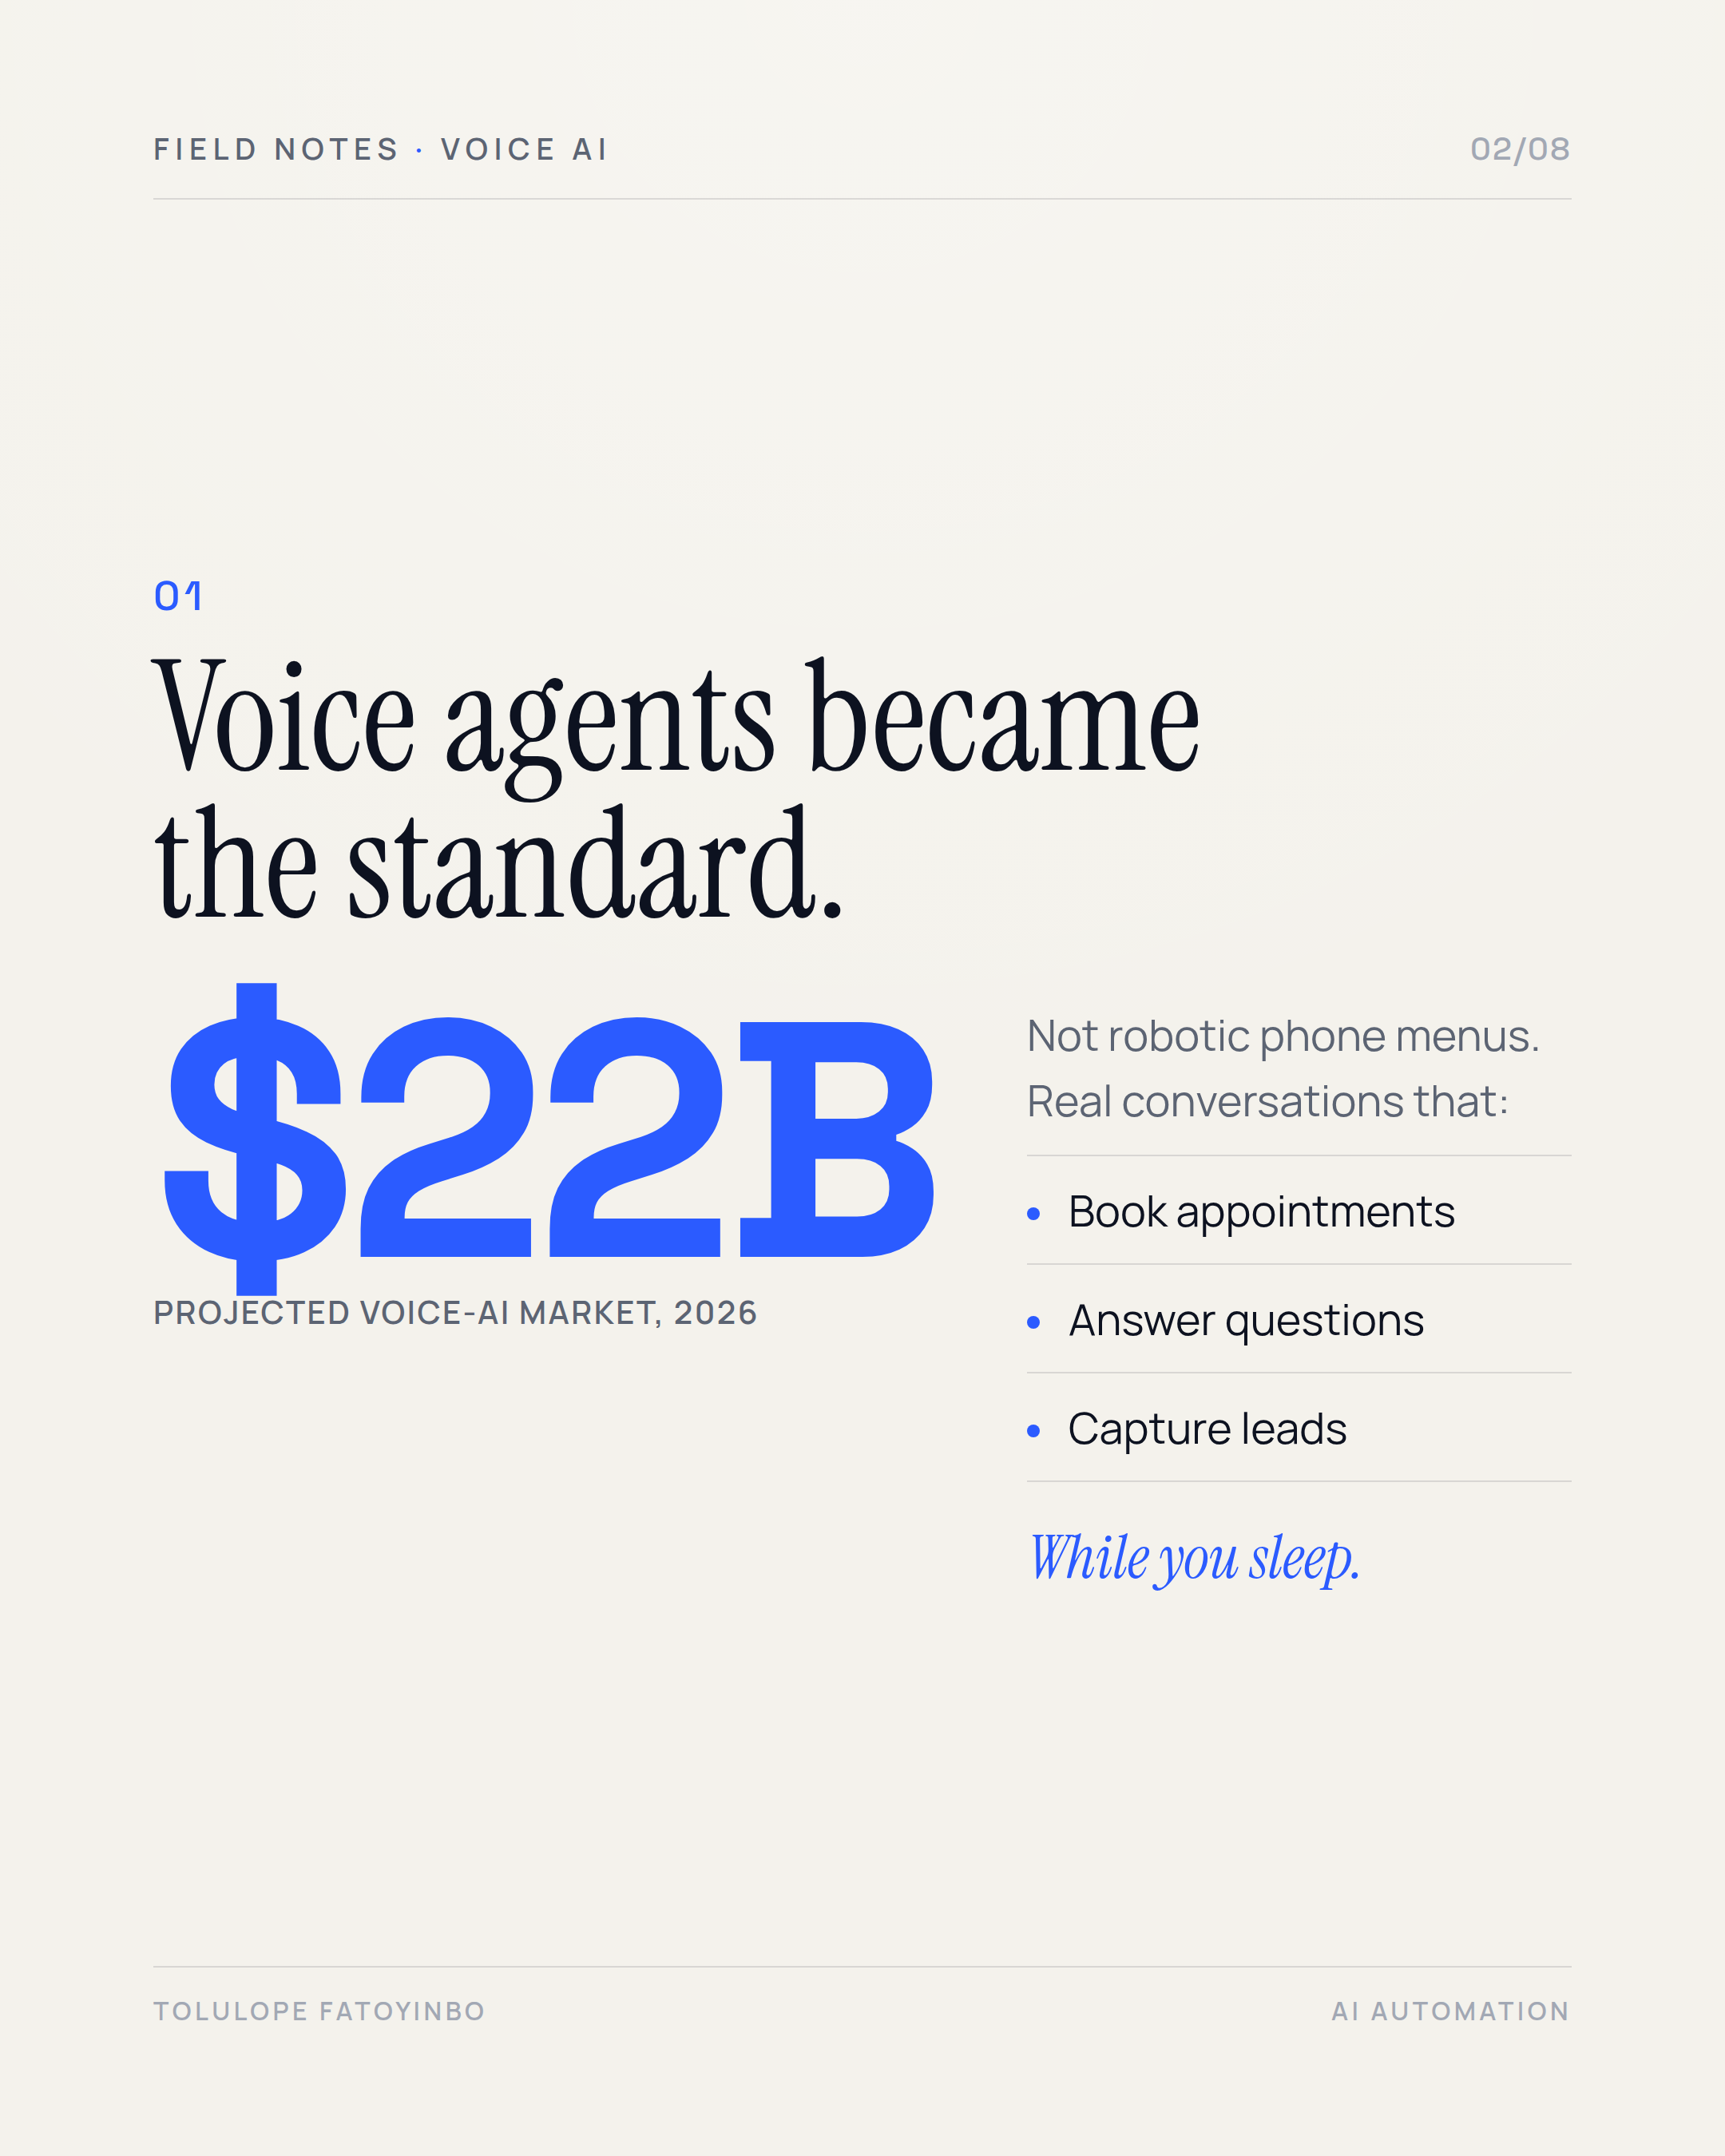 FIELD NOTES · VOICE AI
02/08
01
Voice agents became
the standard.
$22B
PROJECTED VOICE-AI MARKET, 2026
Not robotic phone menus.
Real conversations that:
• Book appointments
• Answer questions
• Capture leads
While you sleep.
TOLULOPE FATOYINBO
AI AUTOMATION